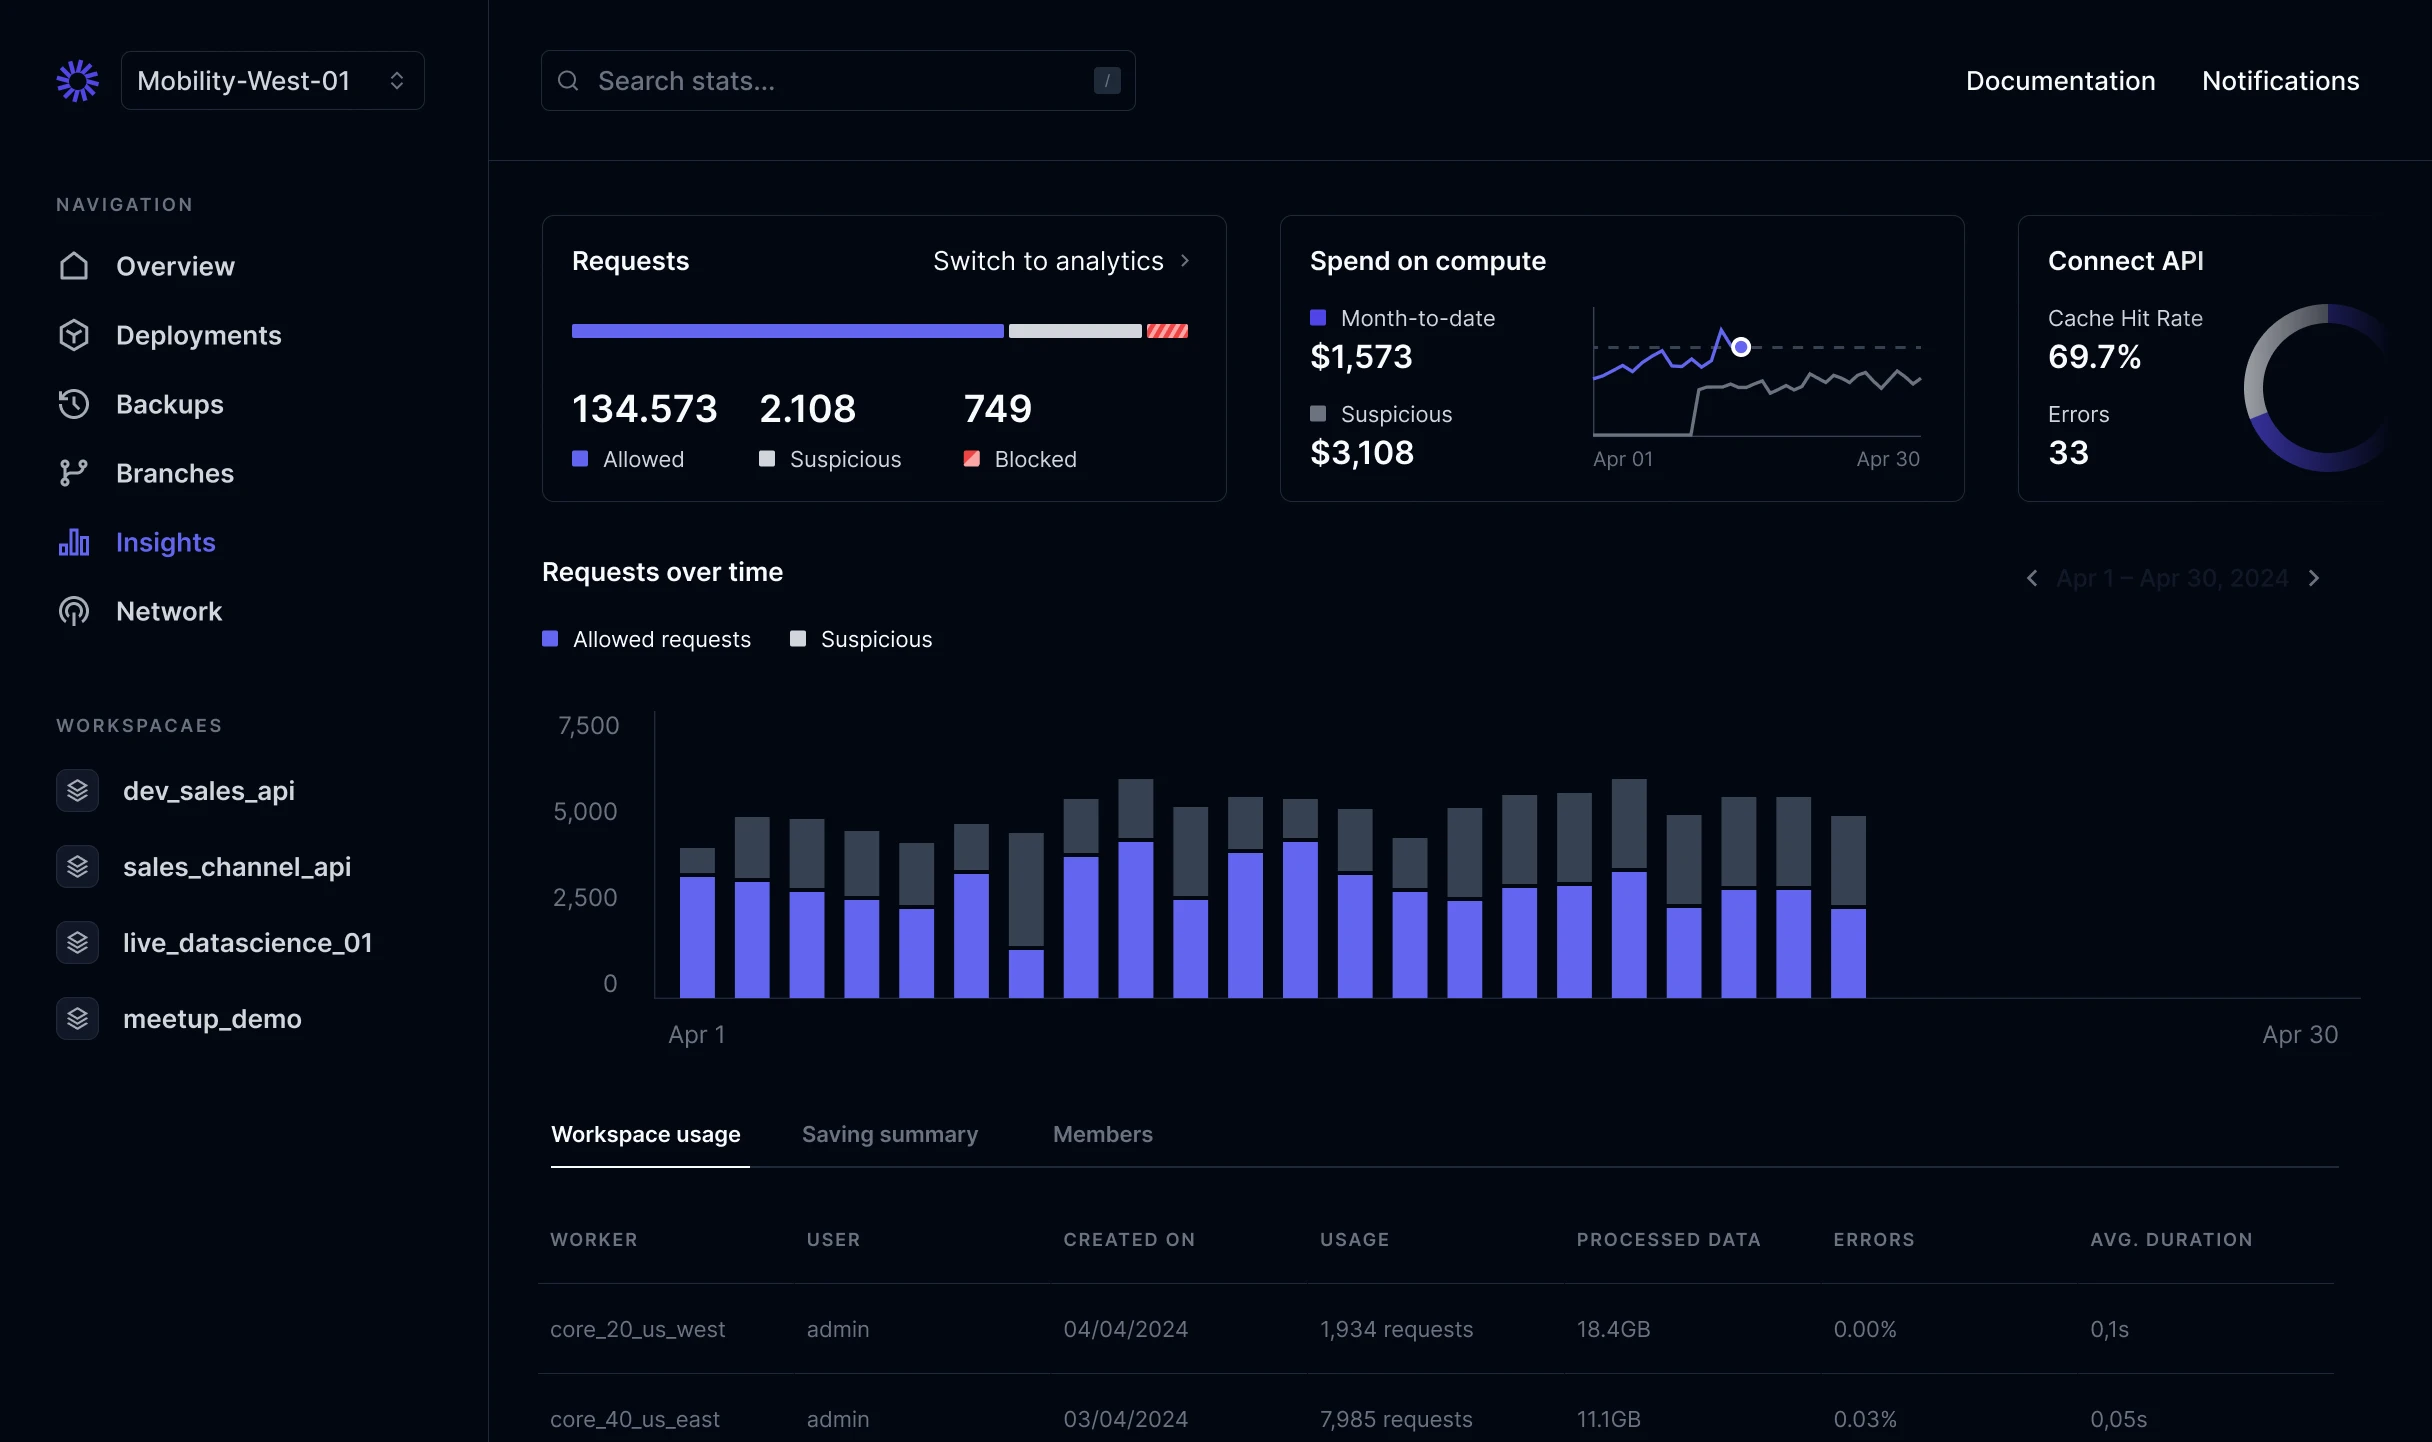 Mobility-West-01
Search stats...
/
Documentation
Notifications
NAVIGATION
Overview
Deployments
Backups
Branches
Insights
Network
WORKSPACAES
dev_sales_api
sales_channel_api
live_datascience_01
meetup_demo
Requests
Switch to analytics
134.573
2.108
749
Allowed
Suspicious
Blocked
Spend on compute
Month-to-date
$1,573
Suspicious
$3,108
Apr 01
Apr 30
Connect API
Cache Hit Rate
69.7%
Errors
33
Requests over time
Apr 1 – Apr 30, 2024
Allowed requests
Suspicious
7,500
5,000
2,500
0
Apr 1
Apr 30
Workspace usage
Saving summary
Members
WORKER USER CREATED ON USAGE PROCESSED DATA ERRORS AVG. DURATION
core_20_us_west admin 04/04/2024 1,934 requests 18.4GB 0.00% 0,1s
core_40_us_east admin 03/04/2024 7,985 requests 11.1GB 0.03% 0,05s